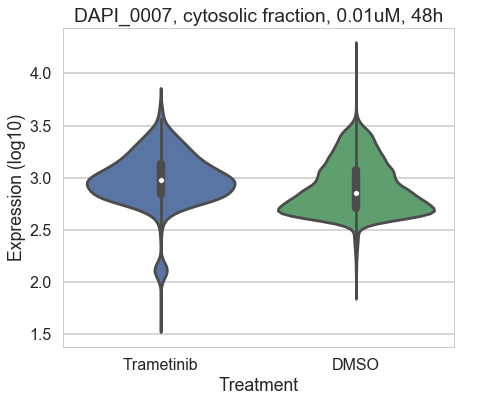 DAPI_0007, cytosolic fraction, 0.01uM, 48h
Expression (log10)
4.0
3.5
3.0
2.5
2.0
1.5
Trametinib DMSO
Treatment